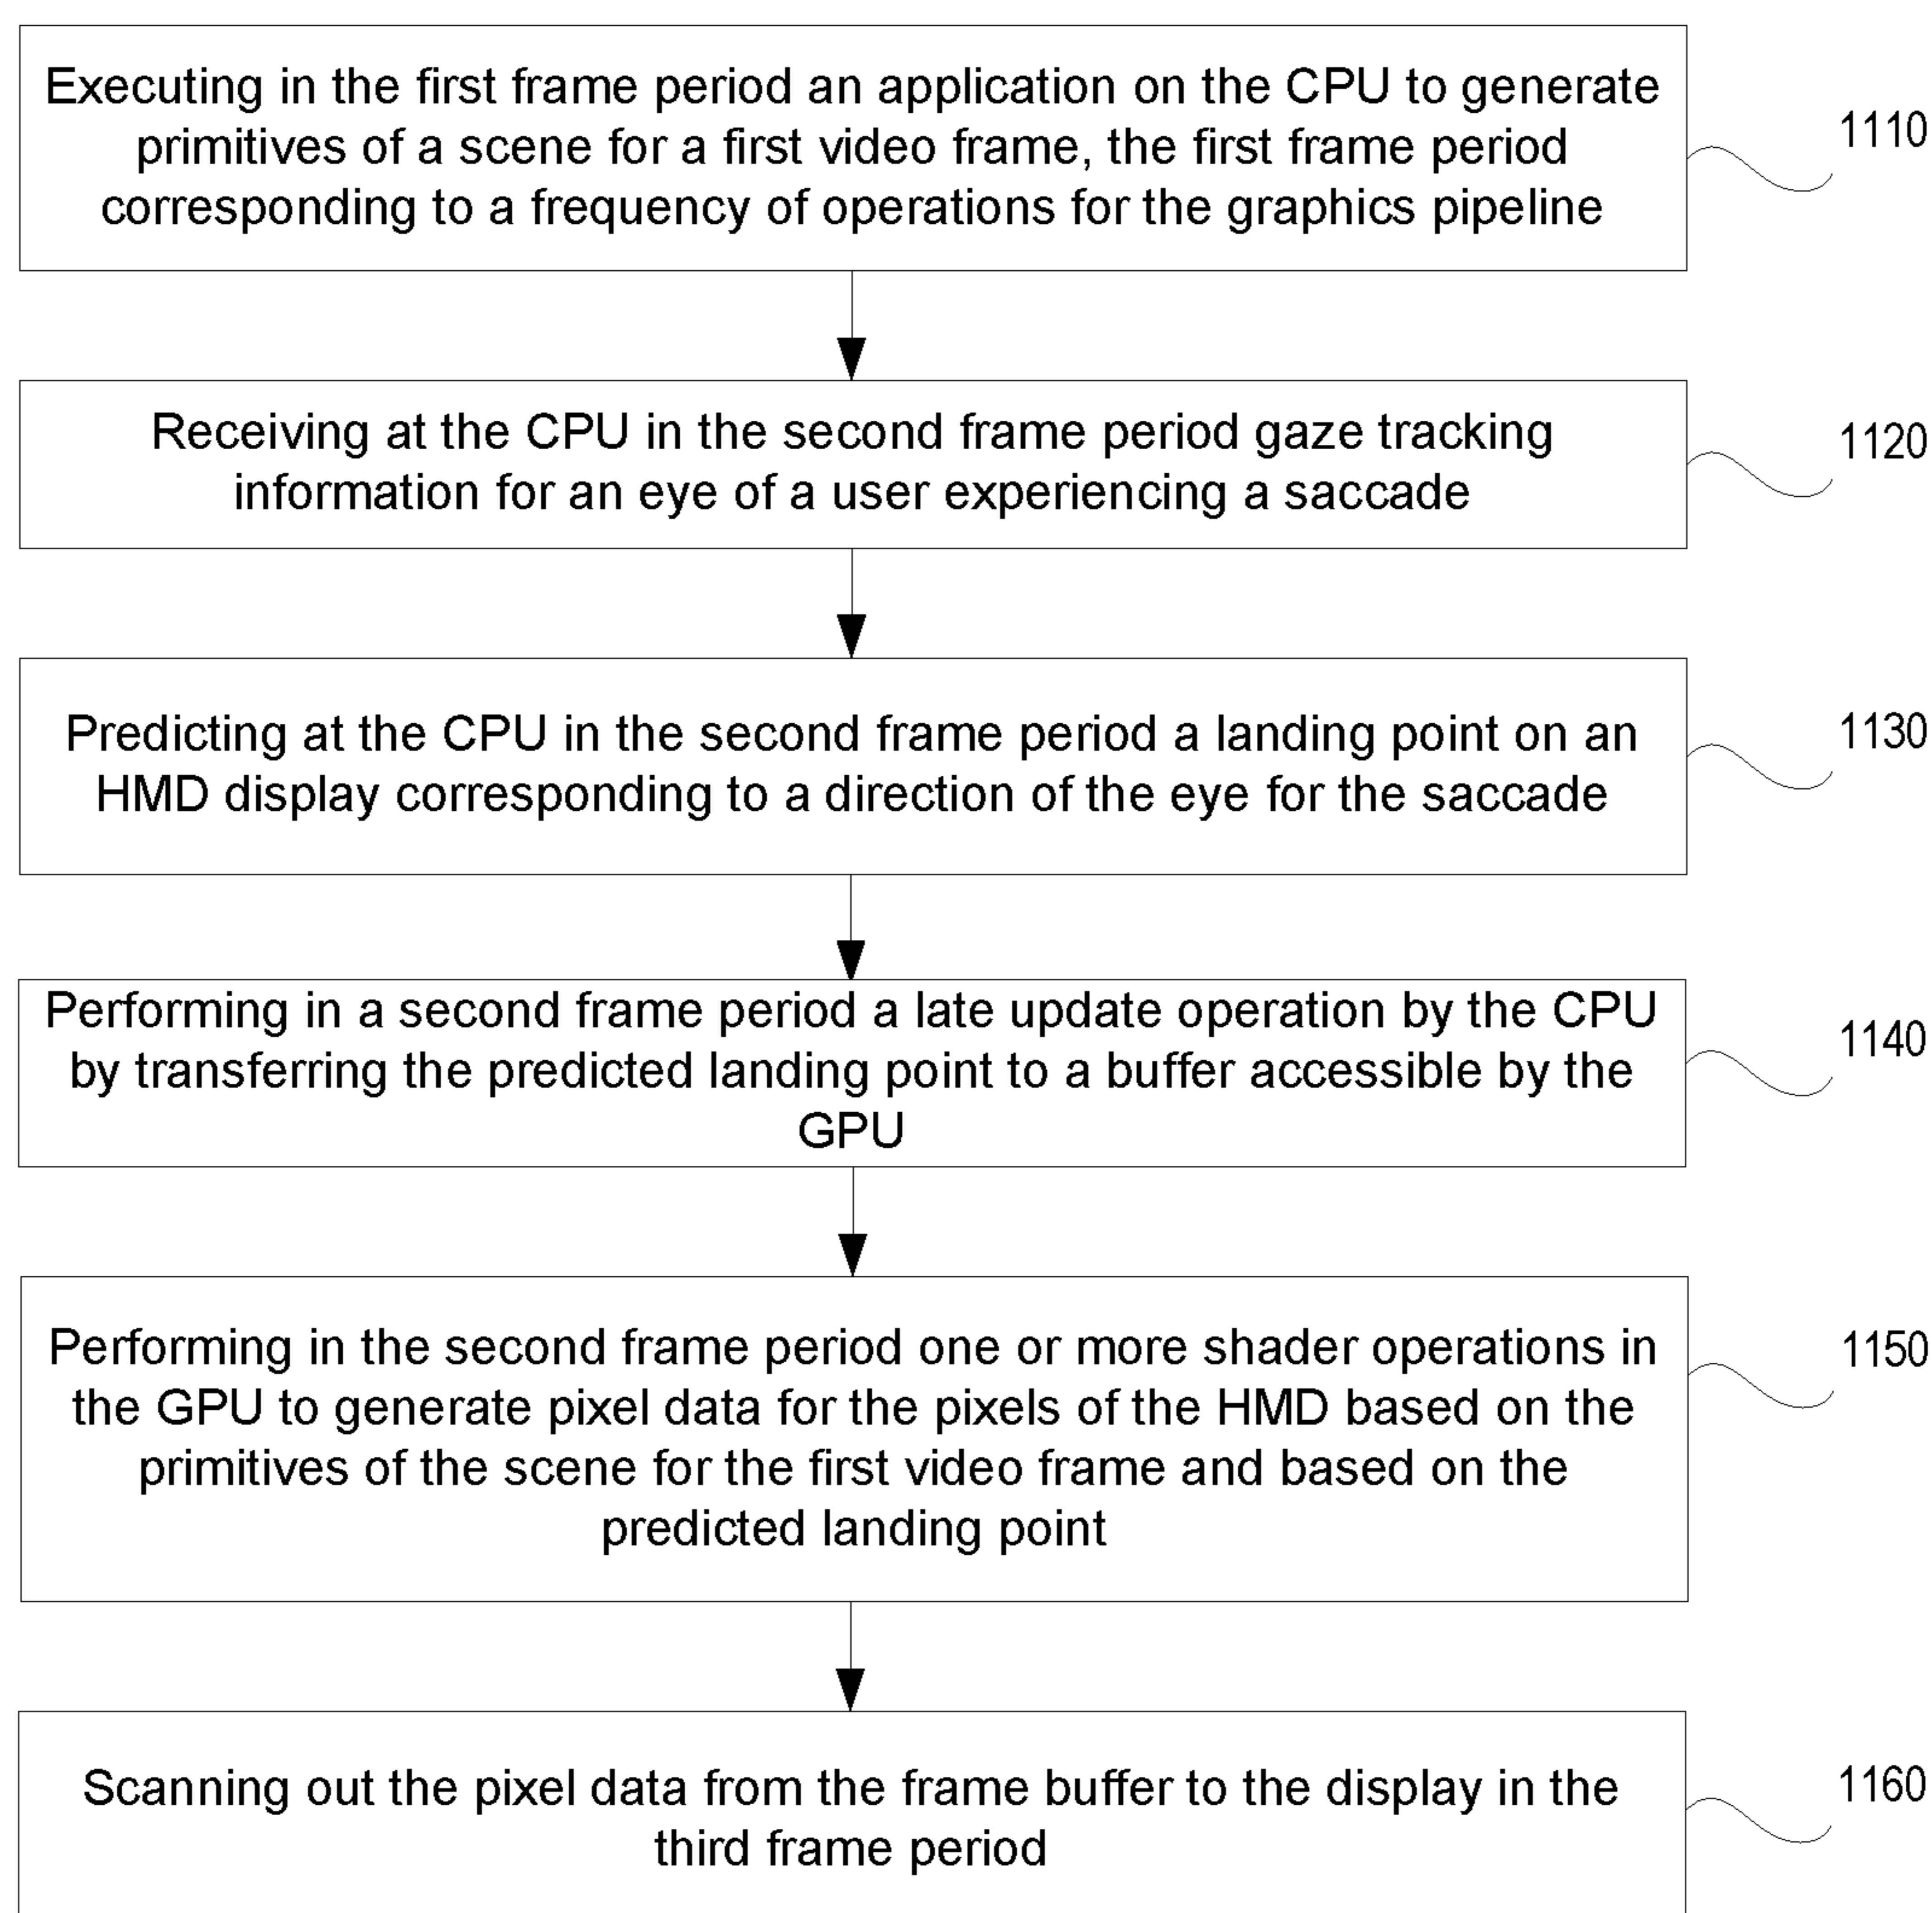 Executing in the first frame period an application on the CPU to generate
primitives of a scene for a first video frame, the first frame period
corresponding to a frequency of operations for the graphics pipeline
1110
Receiving at the CPU in the second frame period gaze tracking
information for an eye of a user experiencing a saccade
1120
Predicting at the CPU in the second frame period a landing point on an
HMD display corresponding to a direction of the eye for the saccade
1130
Performing in a second frame period a late update operation by the CPU
by transferring the predicted landing point to a buffer accessible by the
GPU
1140
Performing in the second frame period one or more shader operations in
the GPU to generate pixel data for the pixels of the HMD based on the
primitives of the scene for the first video frame and based on the
predicted landing point
1150
Scanning out the pixel data from the frame buffer to the display in the
third frame period
1160